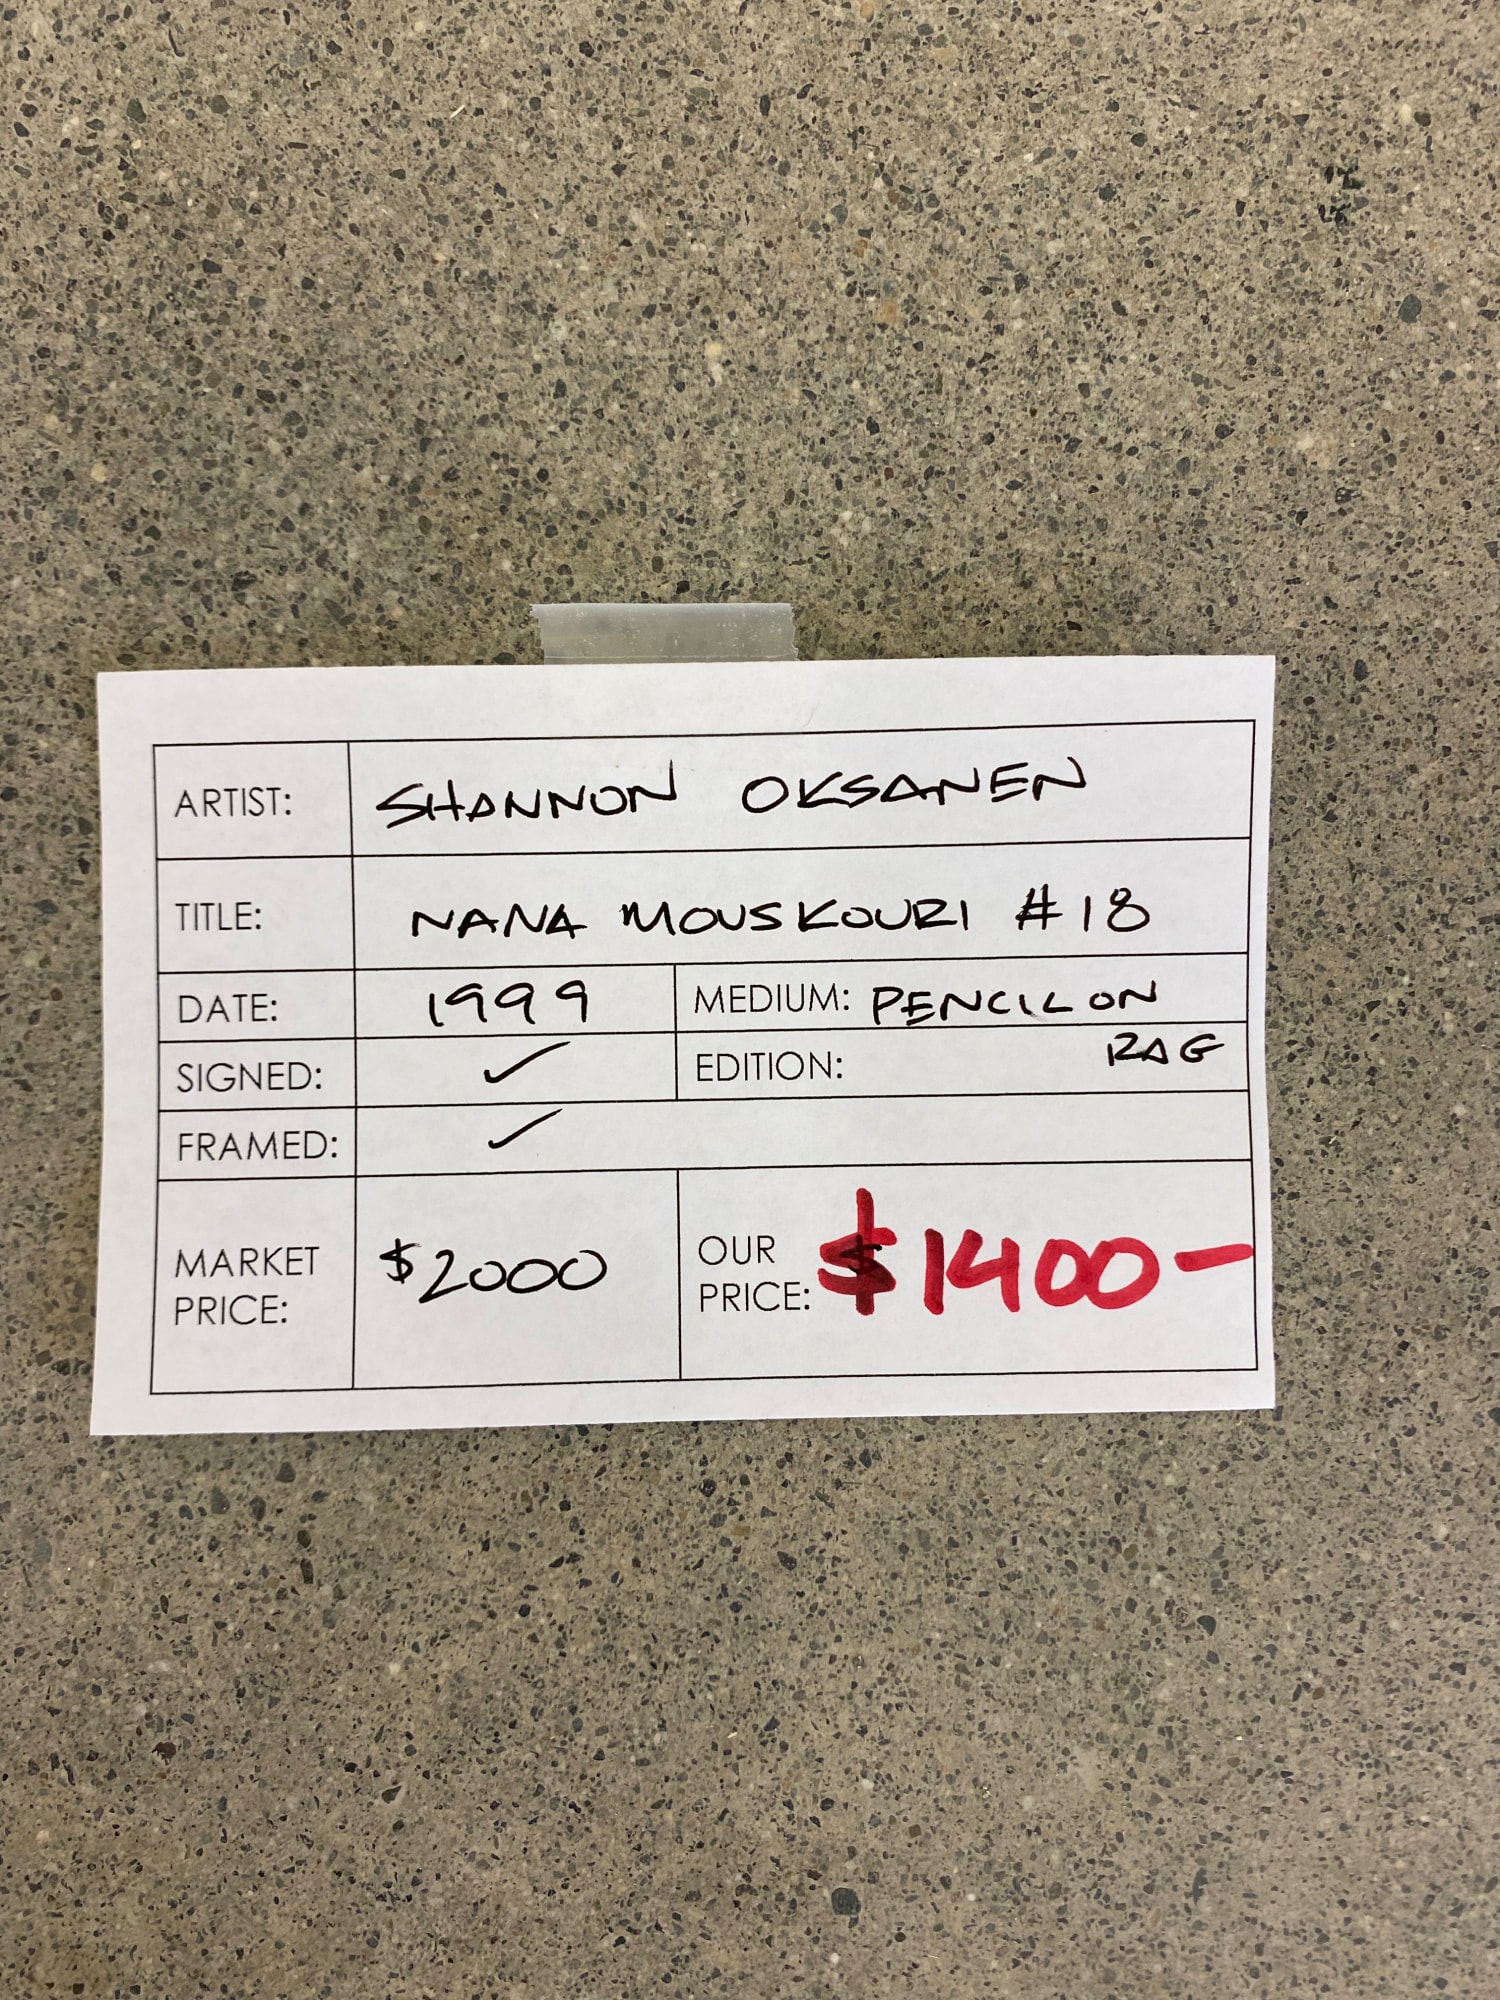 ARTIST: SHANNON OKSANEN
TITLE: NANA MOUSKOURI #18
DATE: 1999 MEDIUM: PENCIL ON
RAG
SIGNED: ✓ EDITION:
FRAMED: ✓
MARKET
PRICE: $2000
OUR
PRICE: $1400-